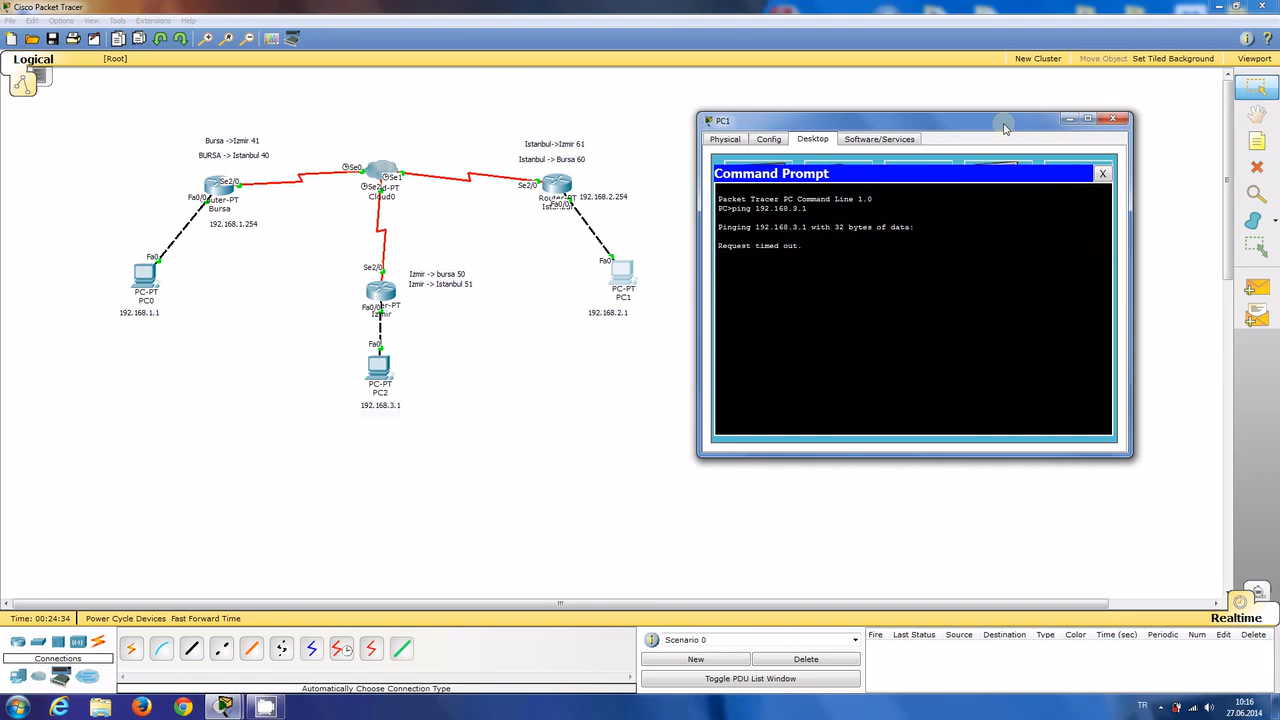 Cisco Packet Tracer
File Edit Options View Tools Extensions Help
Logical
[Root]
New Cluster
Move Object
Set Tiled Background
Viewport
Bursa ->Izmir 41
BURSA -> Istanbul 40
Se2/0
Fa0/0
Bursa
192.168.1.254
Fa0
PC-PT
PC0
192.168.1.1
Se0
Se1
Se2
Cloud0
Istanbul->Izmir 61
Istanbul -> Bursa 60
Se2/0
192.168.2.254
Fa0
PC-PT
PC1
192.168.2.1
Se2/0
Izmir -> bursa 50
Izmir -> Istanbul 51
Fa0/0
Izmir
Fa0
PC-PT
PC2
192.168.3.1
PC1
Physical Config Desktop Software/Services
Command Prompt
X
Packet Tracer PC Command Line 1.0
PC>ping 192.168.3.1
Pinging 192.168.3.1 with 32 bytes of data:
Request timed out.
Time: 00:24:34
Power Cycle Devices Fast Forward Time
Realtime
Connections
Automatically Choose Connection Type
Scenario 0
New
Delete
Toggle PDU List Window
Fire Last Status Source Destination Type Color Time (sec) Periodic Num Edit Delete
TR
10:16
27.06.2014